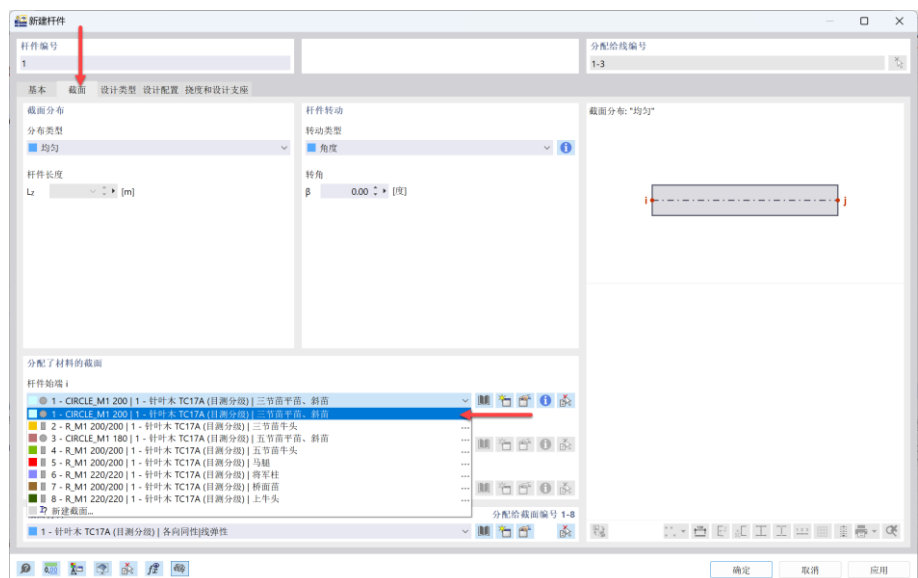 新建杆件
杆件编号
1
分配给线编号
1-3
基本 截面 设计类型 设计配置 挠度和设计支座
截面分布
分布类型
均匀
杆件长度
Lz [m]
杆件转动
转动类型
角度
转角
β 0.00 [度]
截面分布: "均匀"
i j
分配了材料的截面
杆件始端 i
1 - CIRCLE_M1 200 | 1 - 针叶木 TC17A (目测分级) | 三节苗平苗、斜苗
1 - CIRCLE_M1 200 | 1 - 针叶木 TC17A (目测分级) | 三节苗平苗、斜苗
2 - R_M1 200/200 | 1 - 针叶木 TC17A (目测分级) | 三节苗牛头
3 - CIRCLE_M1 180 | 1 - 针叶木 TC17A (目测分级) | 五节苗平苗、斜苗
4 - R_M1 200/200 | 1 - 针叶木 TC17A (目测分级) | 五节苗牛头
5 - R_M1 200/200 | 1 - 针叶木 TC17A (目测分级) | 马腿
6 - R_M1 220/220 | 1 - 针叶木 TC17A (目测分级) | 将军柱
7 - R_M1 200/200 | 1 - 针叶木 TC17A (目测分级) | 桥面苗
8 - R_M1 220/220 | 1 - 针叶木 TC17A (目测分级) | 上牛头
新建截面...
分配给截面编号 1-8
1 - 针叶木 TC17A (目测分级) | 各向同性|线弹性
确定 取消 应用